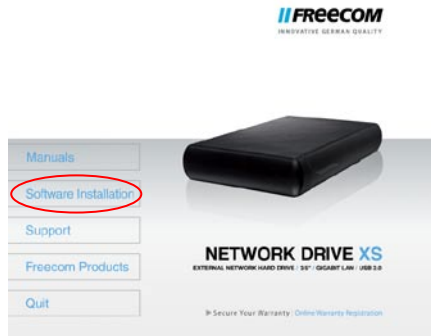 FREECOM
INNOVATIVE GERMAN QUALITY
Manuals
Software Installation
Support
Freecom Products
Quit
NETWORK DRIVE XS
EXTERNAL NETWORK HARD DRIVE / 3.5" / GIGABIT LAN / USB 2.0
Secure Your Warranty | Online Warranty Registration